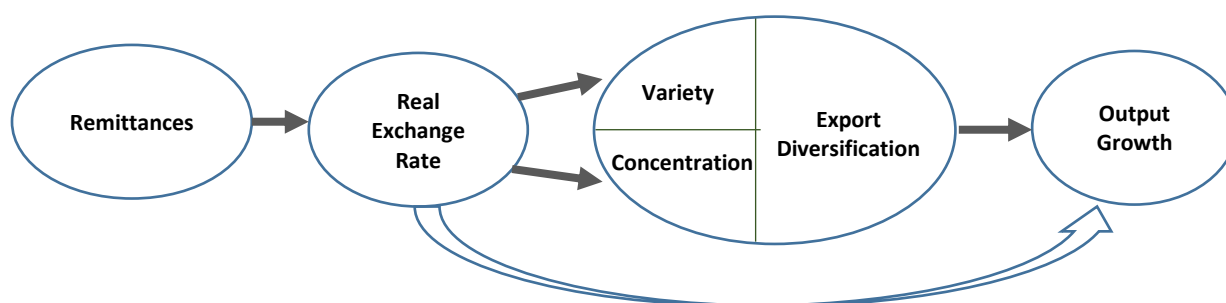 Remittances
Real
Exchange
Rate
Variety
Concentration
Export
Diversification
Output
Growth